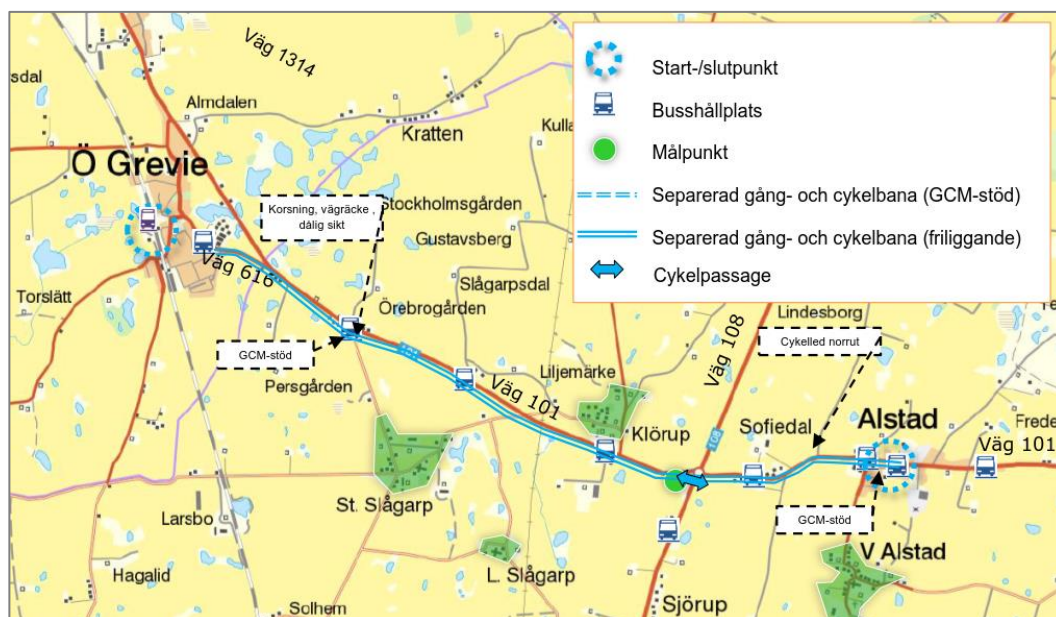 Väg 1314
sdal
Almdalen
Kratten
Kulla
Ö Grevie
Korsning, vägräcke ,
dålig sikt
Stockholmsgården
Gustavsberg
Väg 616
Slågarpsdal
Torslätt
Örebrogården
GCM-stöd
Persgården
Väg 101
Liljemärke
Klörup
Väg 108
108
Lindesborg
Cykelled norrut
Sofiedal
Alstad
Frede
Väg 101
St. Slågarp
Larsbo
GCM-stöd
L. Slågarp
V Alstad
Hagalid
Solhem
Sjörup
Start-/slutpunkt
Busshållplats
Målpunkt
Separerad gång- och cykelbana (GCM-stöd)
Separerad gång- och cykelbana (friliggande)
Cykelpassage